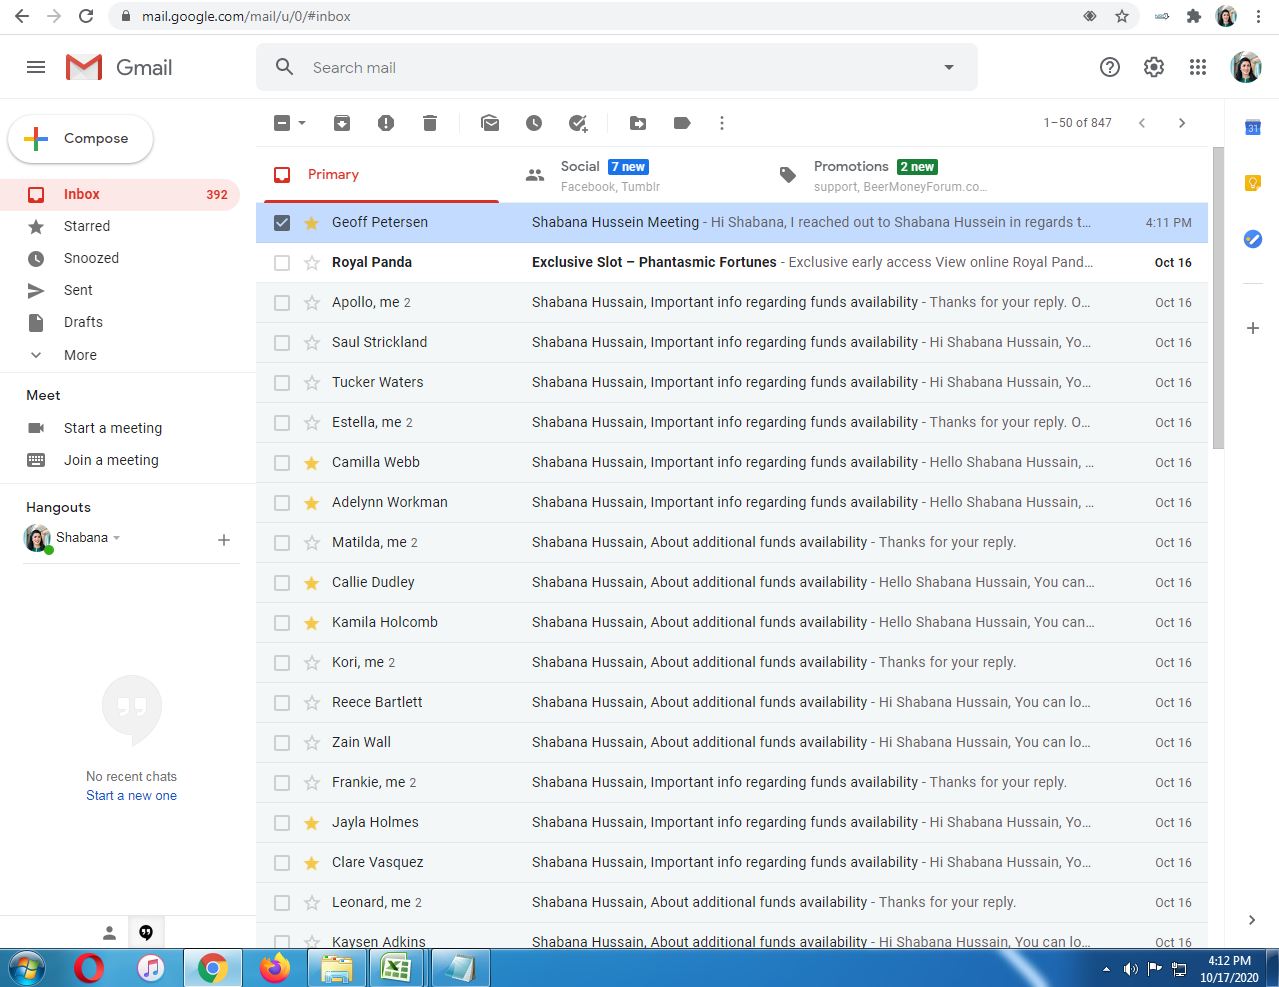 mail.google.com/mail/u/0/#inbox
Gmail
Search mail
Compose
1–50 of 847
31
Primary
Social 7 new
Facebook, Tumblr
Promotions 2 new
support, BeerMoneyForum.co...
Inbox 392
Starred
Snoozed
Sent
Drafts
More
Meet
Start a meeting
Join a meeting
Hangouts
Shabana
No recent chats
Start a new one
Geoff Petersen Shabana Hussein Meeting - Hi Shabana, I reached out to Shabana Hussein in regards t... 4:11 PM
Royal Panda Exclusive Slot – Phantasmic Fortunes - Exclusive early access View online Royal Pand... Oct 16
Apollo, me 2 Shabana Hussain, Important info regarding funds availability - Thanks for your reply. O... Oct 16
Saul Strickland Shabana Hussain, Important info regarding funds availability - Hi Shabana Hussain, Yo... Oct 16
Tucker Waters Shabana Hussain, Important info regarding funds availability - Hi Shabana Hussain, Yo... Oct 16
Estella, me 2 Shabana Hussain, Important info regarding funds availability - Thanks for your reply. O... Oct 16
Camilla Webb Shabana Hussain, Important info regarding funds availability - Hello Shabana Hussain, ... Oct 16
Adelynn Workman Shabana Hussain, Important info regarding funds availability - Hello Shabana Hussain, ... Oct 16
Matilda, me 2 Shabana Hussain, About additional funds availability - Thanks for your reply. Oct 16
Callie Dudley Shabana Hussain, About additional funds availability - Hello Shabana Hussain, You can... Oct 16
Kamila Holcomb Shabana Hussain, About additional funds availability - Hello Shabana Hussain, You can... Oct 16
Kori, me 2 Shabana Hussain, About additional funds availability - Thanks for your reply. Oct 16
Reece Bartlett Shabana Hussain, About additional funds availability - Hi Shabana Hussain, You can lo... Oct 16
Zain Wall Shabana Hussain, About additional funds availability - Hi Shabana Hussain, You can lo... Oct 16
Frankie, me 2 Shabana Hussain, Important info regarding funds availability - Thanks for your reply. Oct 16
Jayla Holmes Shabana Hussain, Important info regarding funds availability - Hi Shabana Hussain, Yo... Oct 16
Clare Vasquez Shabana Hussain, Important info regarding funds availability - Hi Shabana Hussain, Yo... Oct 16
Leonard, me 2 Shabana Hussain, About additional funds availability - Thanks for your reply. Oct 16
Kaysen Adkins Shabana Hussain, About additional funds availability - Hi Shabana Hussain, You can lo... Oct 16
4:12 PM
10/17/2020